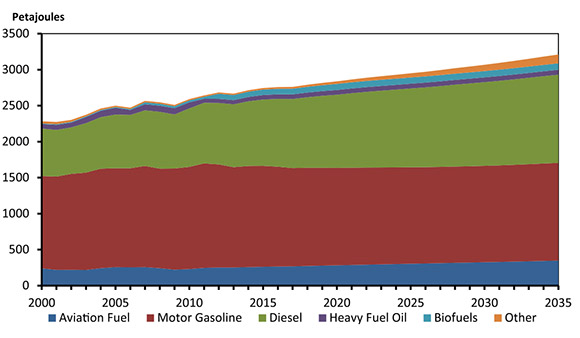 Petajoules
3500
3000
2500
2000
1500
1000
500
0
2000 2005 2010 2015 2020 2025 2030 2035
Aviation Fuel Motor Gasoline Diesel Heavy Fuel Oil Biofuels Other